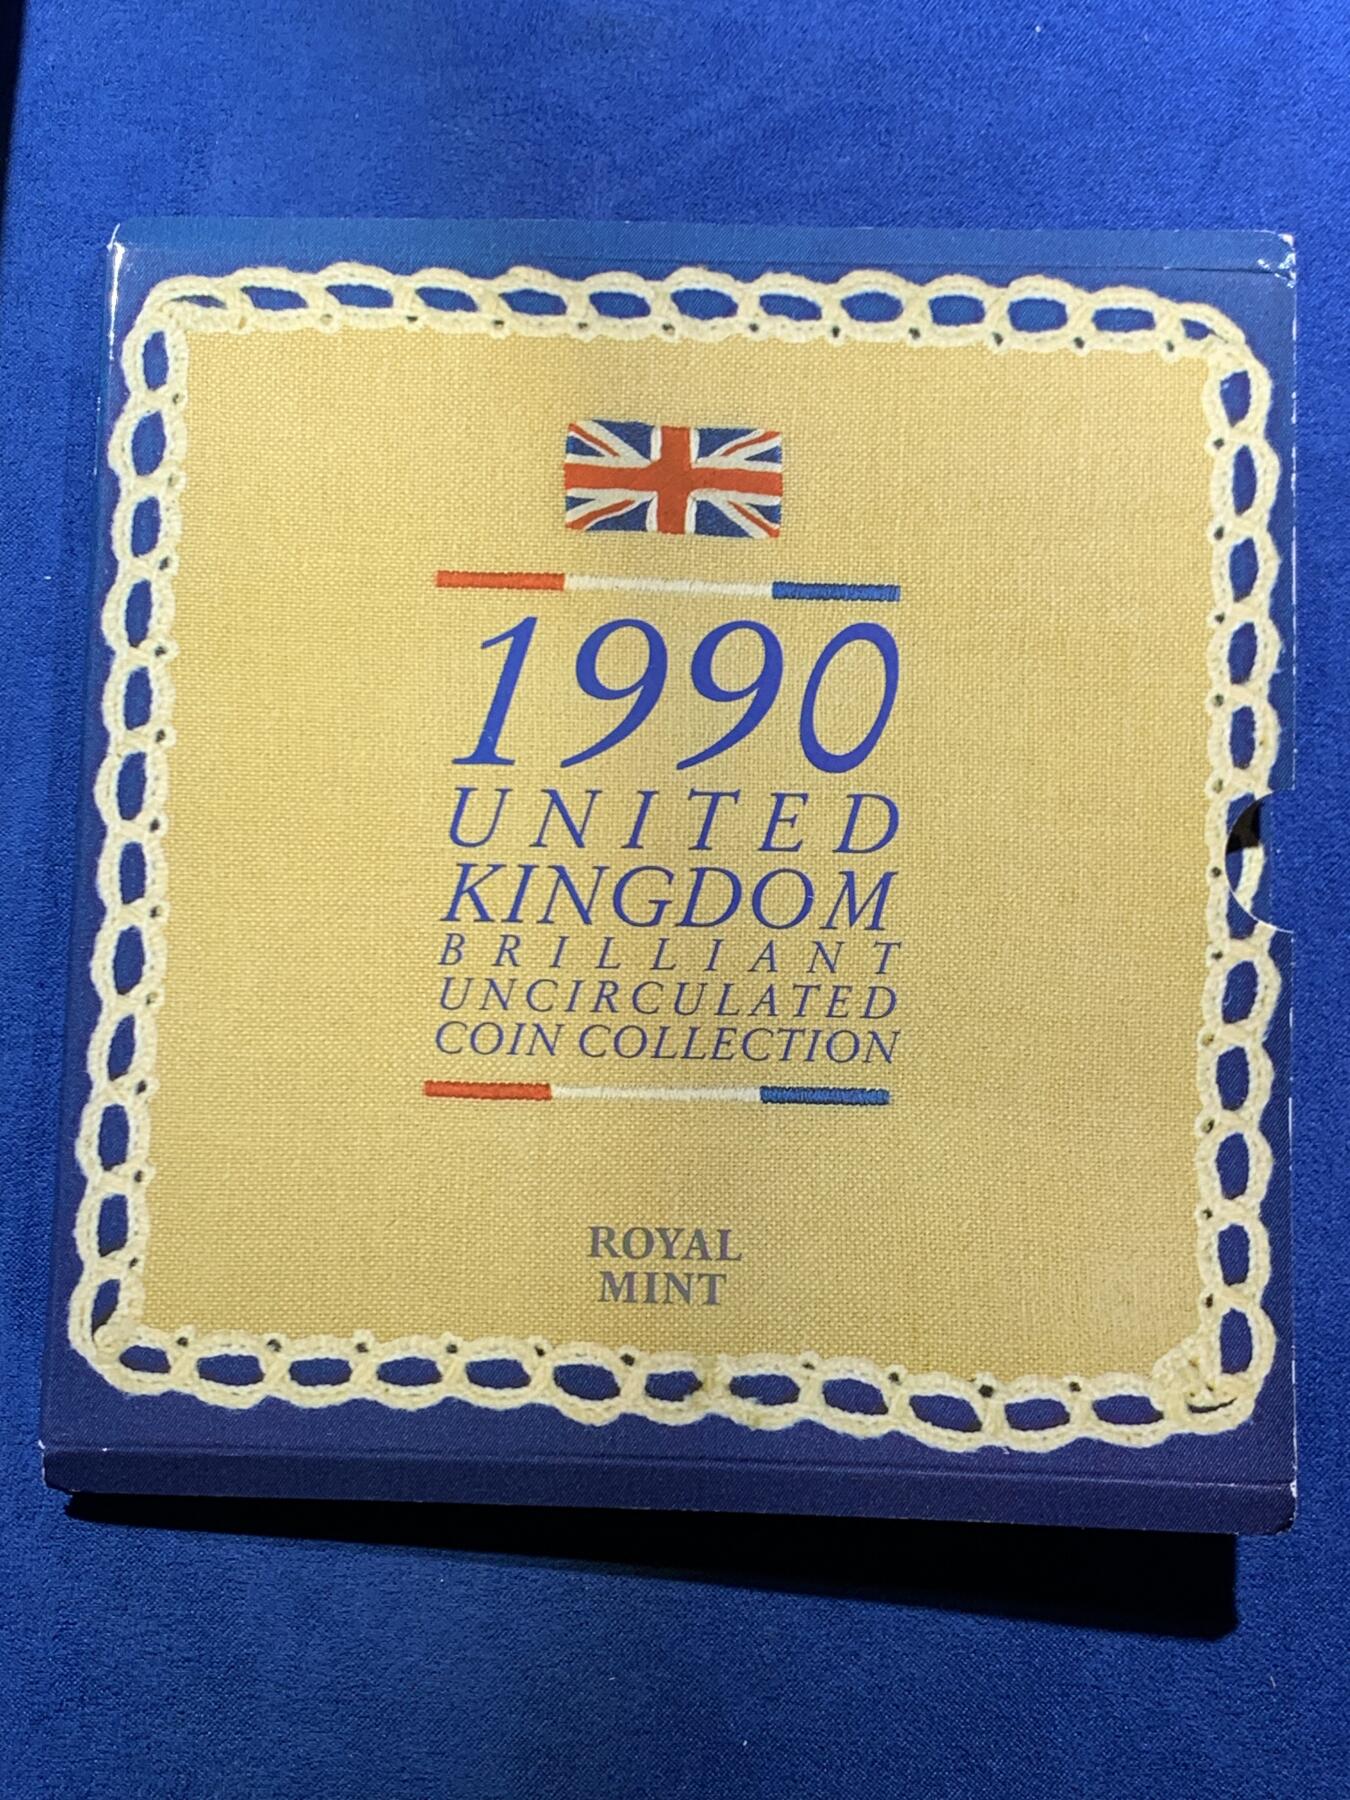 1990
UNITED
KINGDOM
BRILLIANT
UNCIRCULATED
COIN COLLECTION
ROYAL
MINT